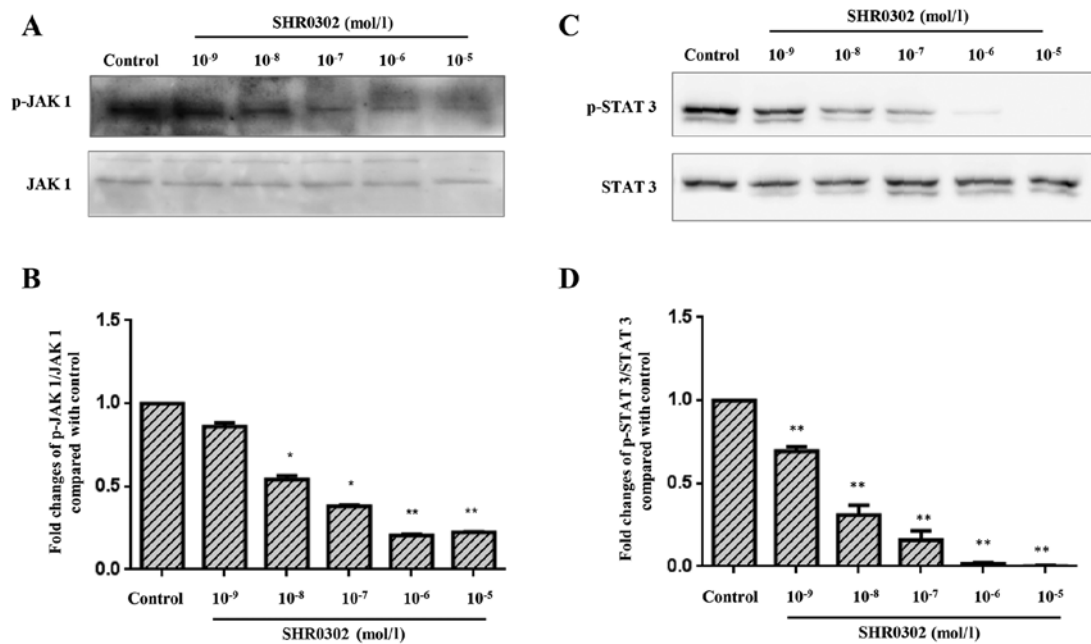 A
SHR0302 (mol/l)
Control 10-9 10-8 10-7 10-6 10-5
p-JAK 1
JAK 1
C
SHR0302 (mol/l)
Control 10-9 10-8 10-7 10-6 10-5
p-STAT 3
STAT 3
B
Fold changes of p-JAK 1/JAK 1
compared with control
1.5
1.0
0.5
0.0
*
*
**
**
Control 10-9 10-8 10-7 10-6 10-5
SHR0302 (mol/l)
D
Fold changes of p-STAT 3/STAT 3
compared with control
1.5
1.0
0.5
0.0
**
**
**
**
**
Control 10-9 10-8 10-7 10-6 10-5
SHR0302 (mol/l)